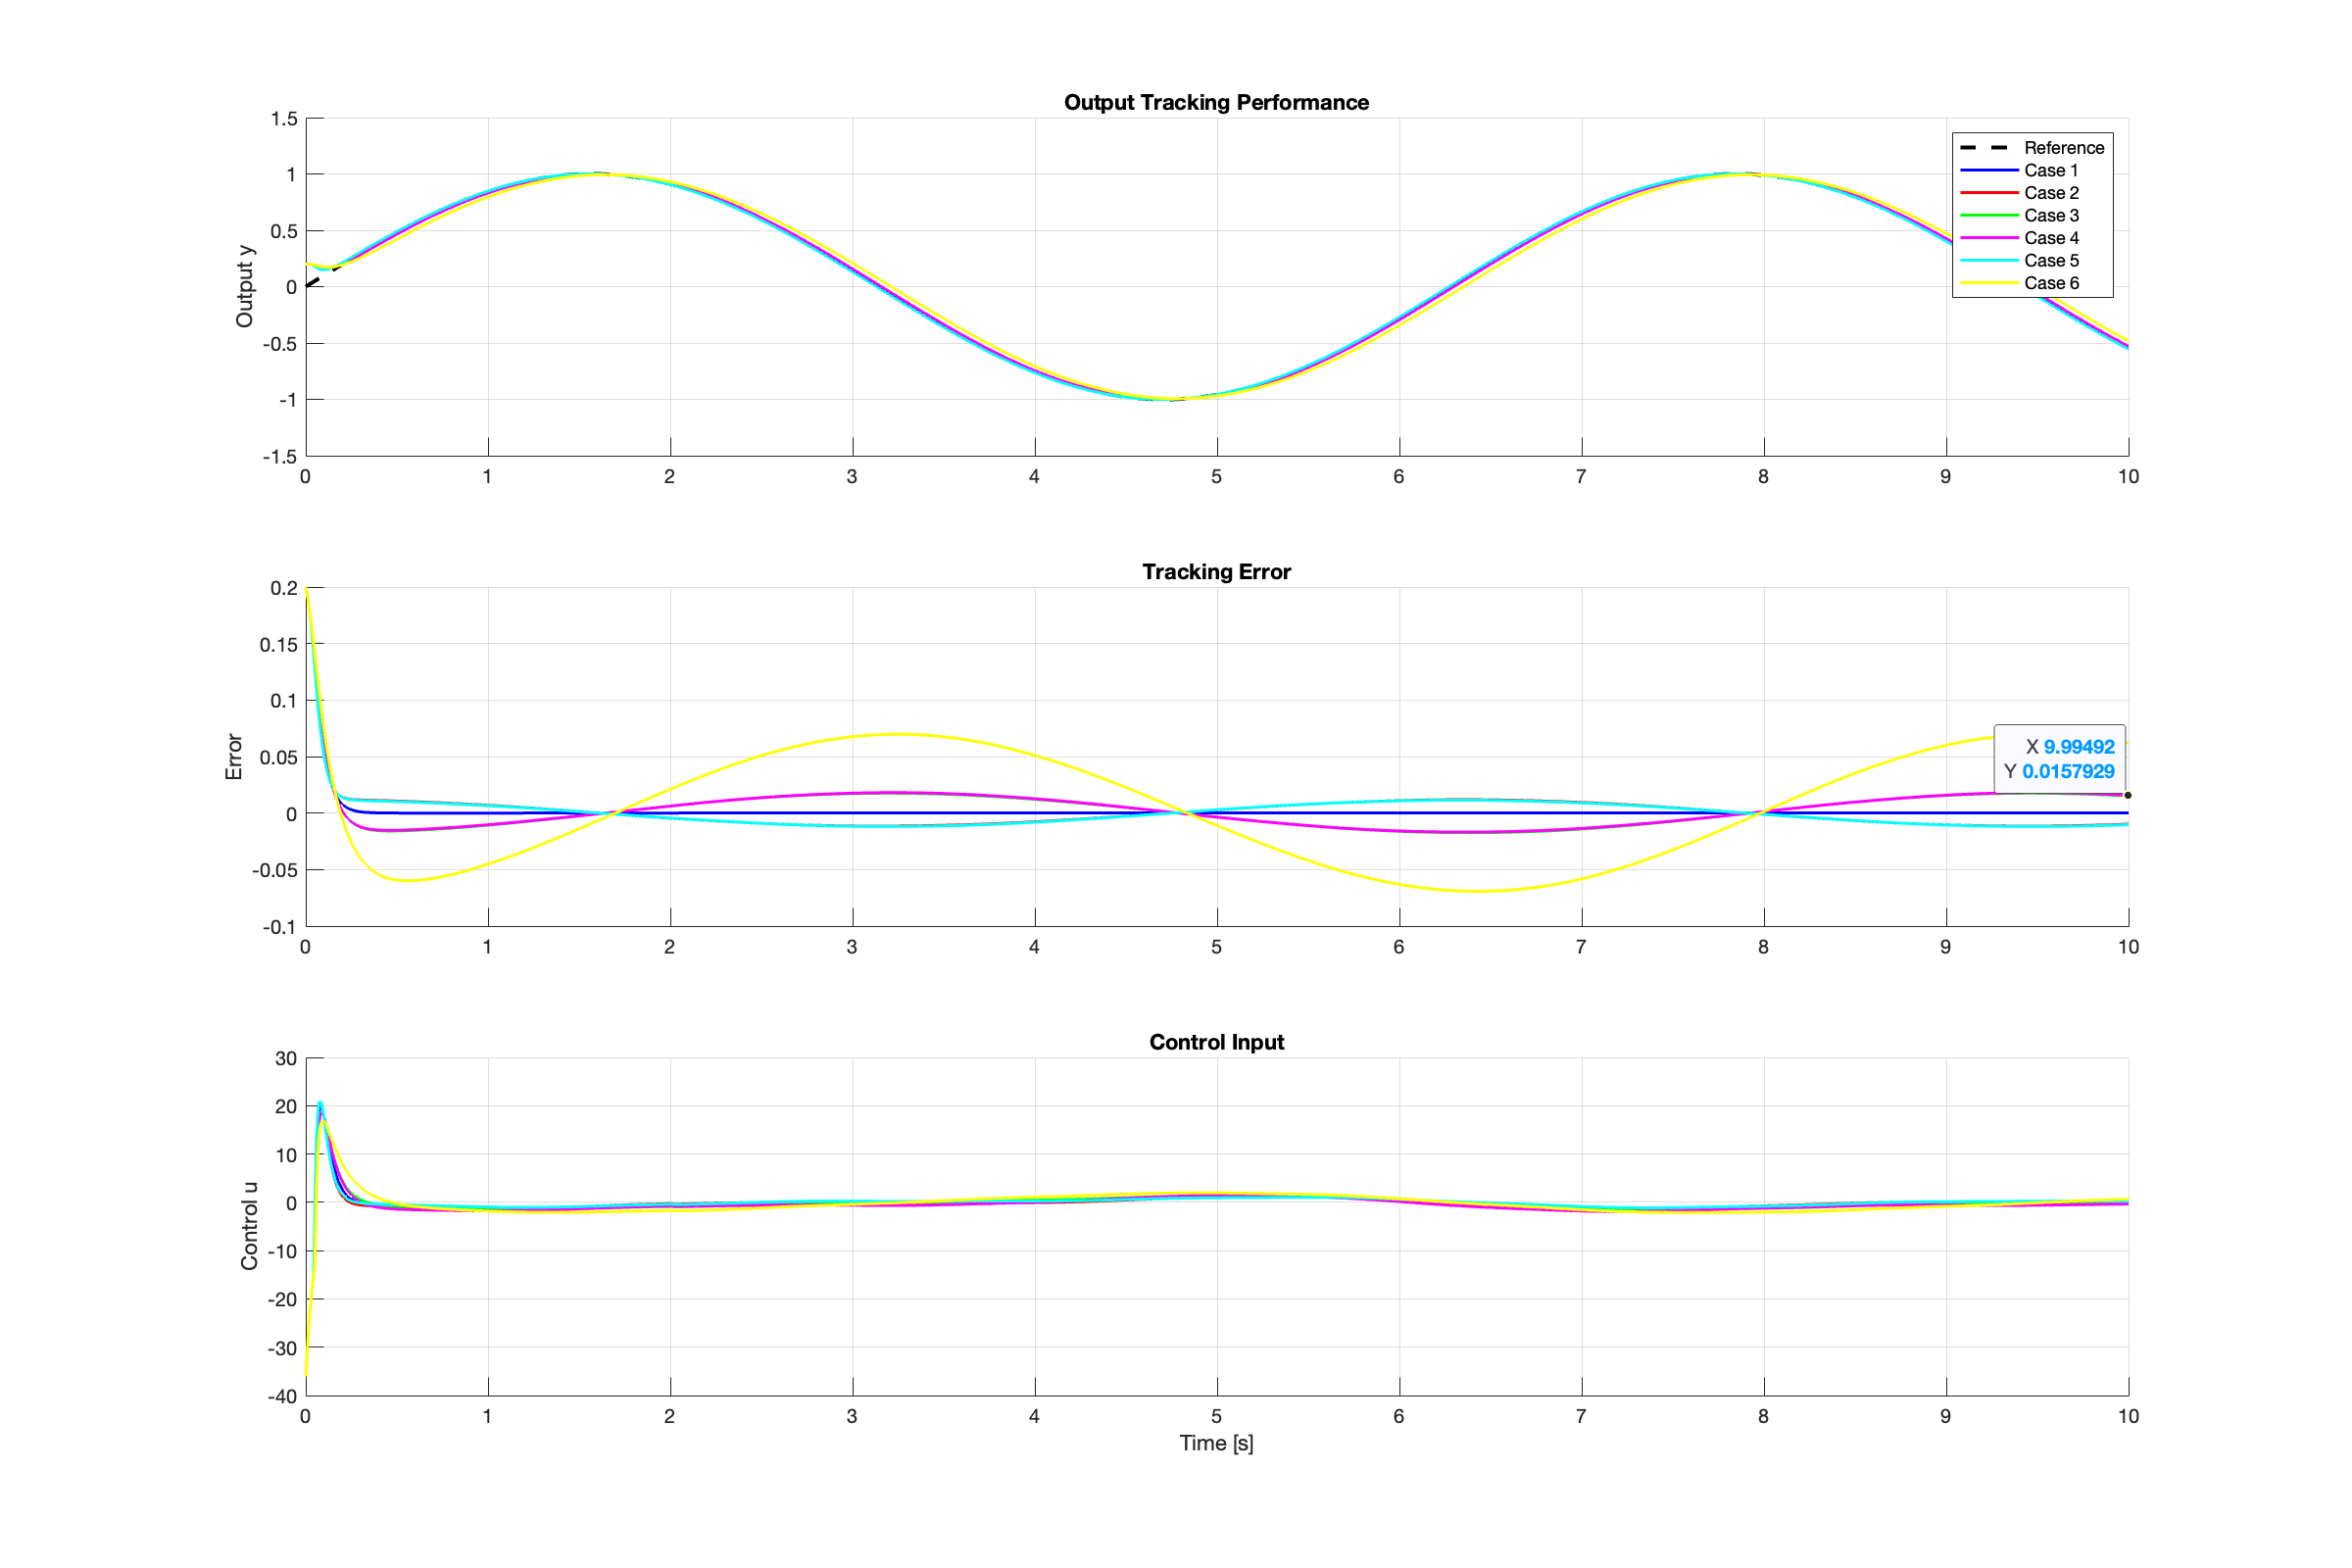 Output Tracking Performance
1.5
1
0.5
0
-0.5
-1
-1.5
Output y
0 1 2 3 4 5 6 7 8 9 10
Reference
Case 1
Case 2
Case 3
Case 4
Case 5
Case 6
Tracking Error
0.2
0.15
0.1
0.05
0
-0.05
-0.1
Error
X 9.99492
Y 0.0157929
0 1 2 3 4 5 6 7 8 9 10
Control Input
30
20
10
0
-10
-20
-30
-40
Control u
0 1 2 3 4 5 6 7 8 9 10
Time [s]